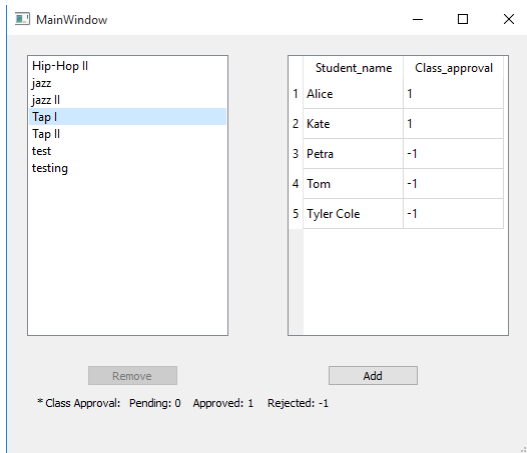 MainWindow
Hip-Hop II
jazz
jazz II
Tap I
Tap II
test
testing
Student_name Class_approval
1 Alice 1
2 Kate 1
3 Petra -1
4 Tom -1
5 Tyler Cole -1
Remove
Add
* Class Approval: Pending: 0 Approved: 1 Rejected: -1